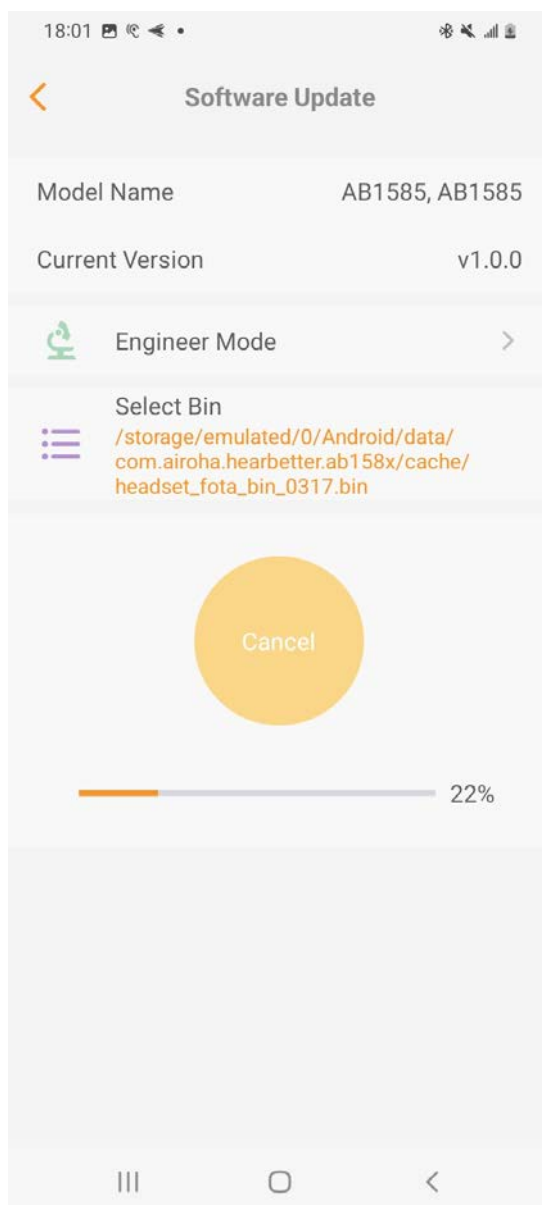 18:01
Software Update
Model Name AB1585, AB1585
Current Version v1.0.0
Engineer Mode
Select Bin
/storage/emulated/0/Android/data/
com.airoha.hearbetter.ab158x/cache/
headset_fota_bin_0317.bin
Cancel
22%